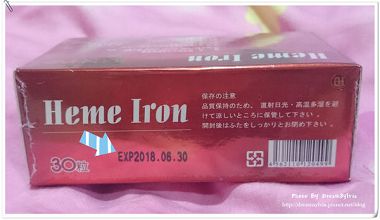 Heme Iron
Heme Iron
保存の注意
品質保持のため、直射日光・高温多湿を避
けて涼しいところに保管して下さい。
開封後はふたをしっかりとお閉め下さい。
EXP2018.06.30
30粒
Photo By DreamSylvia